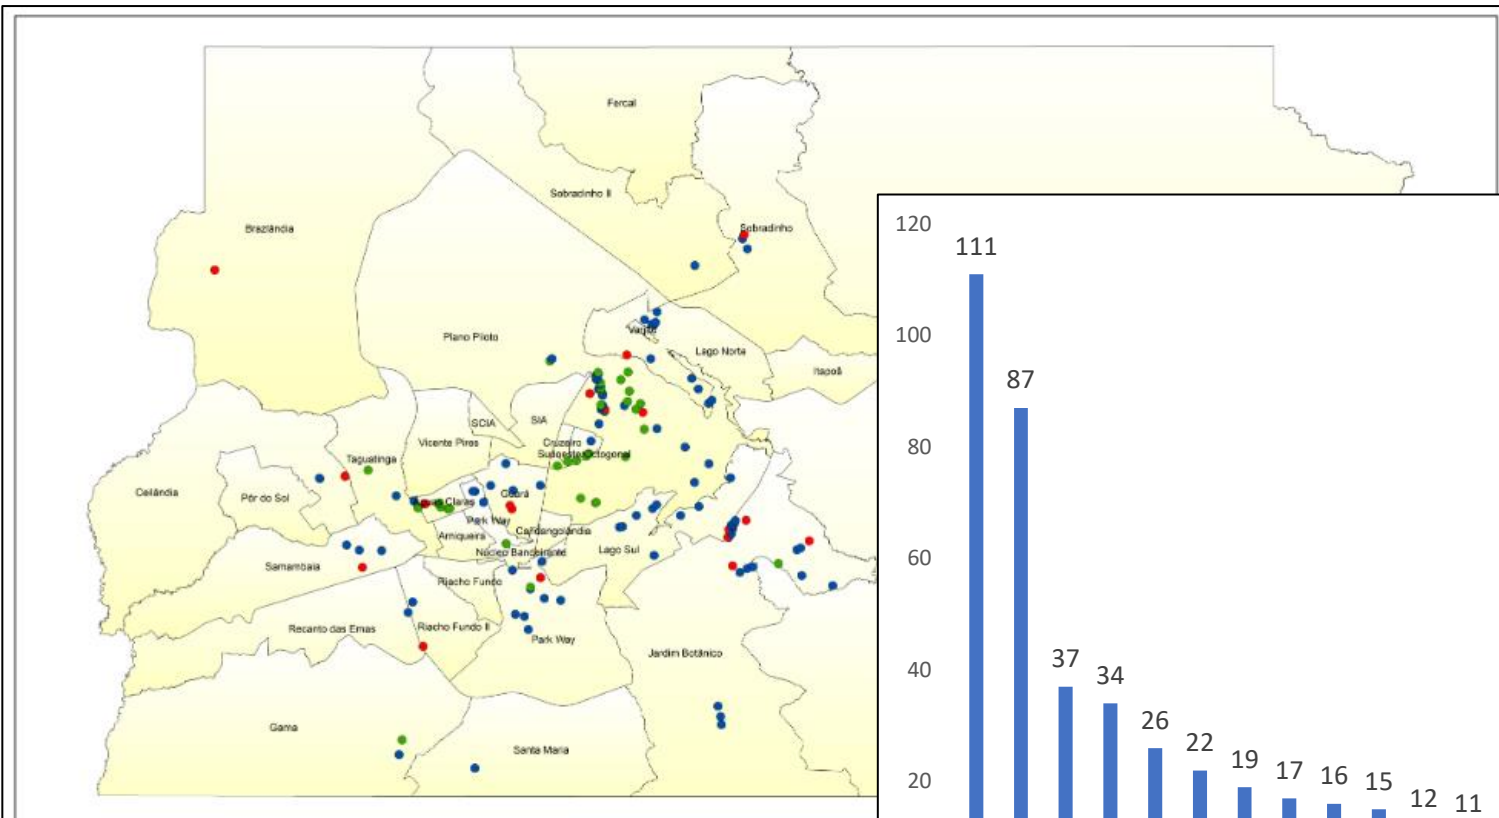 Fercal
Sobradinho II
Brazlândia
Sobradinho
Plano Piloto
Varjão
Lago Norte
Itapoã
SCIA
SIA
Vicente Pires
Cruzeiro
Sudoeste/Octogonal
Taguatinga
Ceilândia
Pôr do Sol
Guará
Águas Claras
Park Way
Candangolândia
Arniqueira
Núcleo Bandeirante
Lago Sul
Samambaia
Riacho Fundo
Recanto das Emas
Riacho Fundo II
Park Way
Jardim Botânico
Gama
Santa Maria
120
111
100
87
80
60
40
37
34
26
22
20
19
17
16
15
12
11